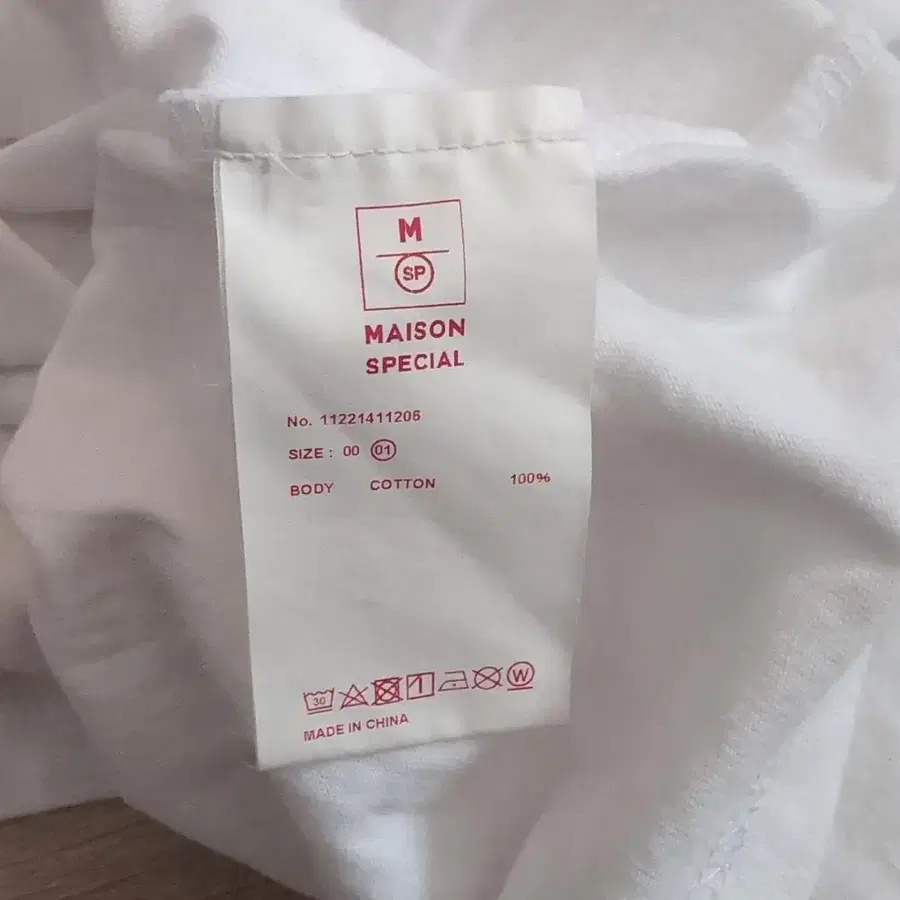 M
SP
MAISON
SPECIAL
No. 11221411206
SIZE : 00 01
BODY COTTON 100%
30 W
MADE IN CHINA